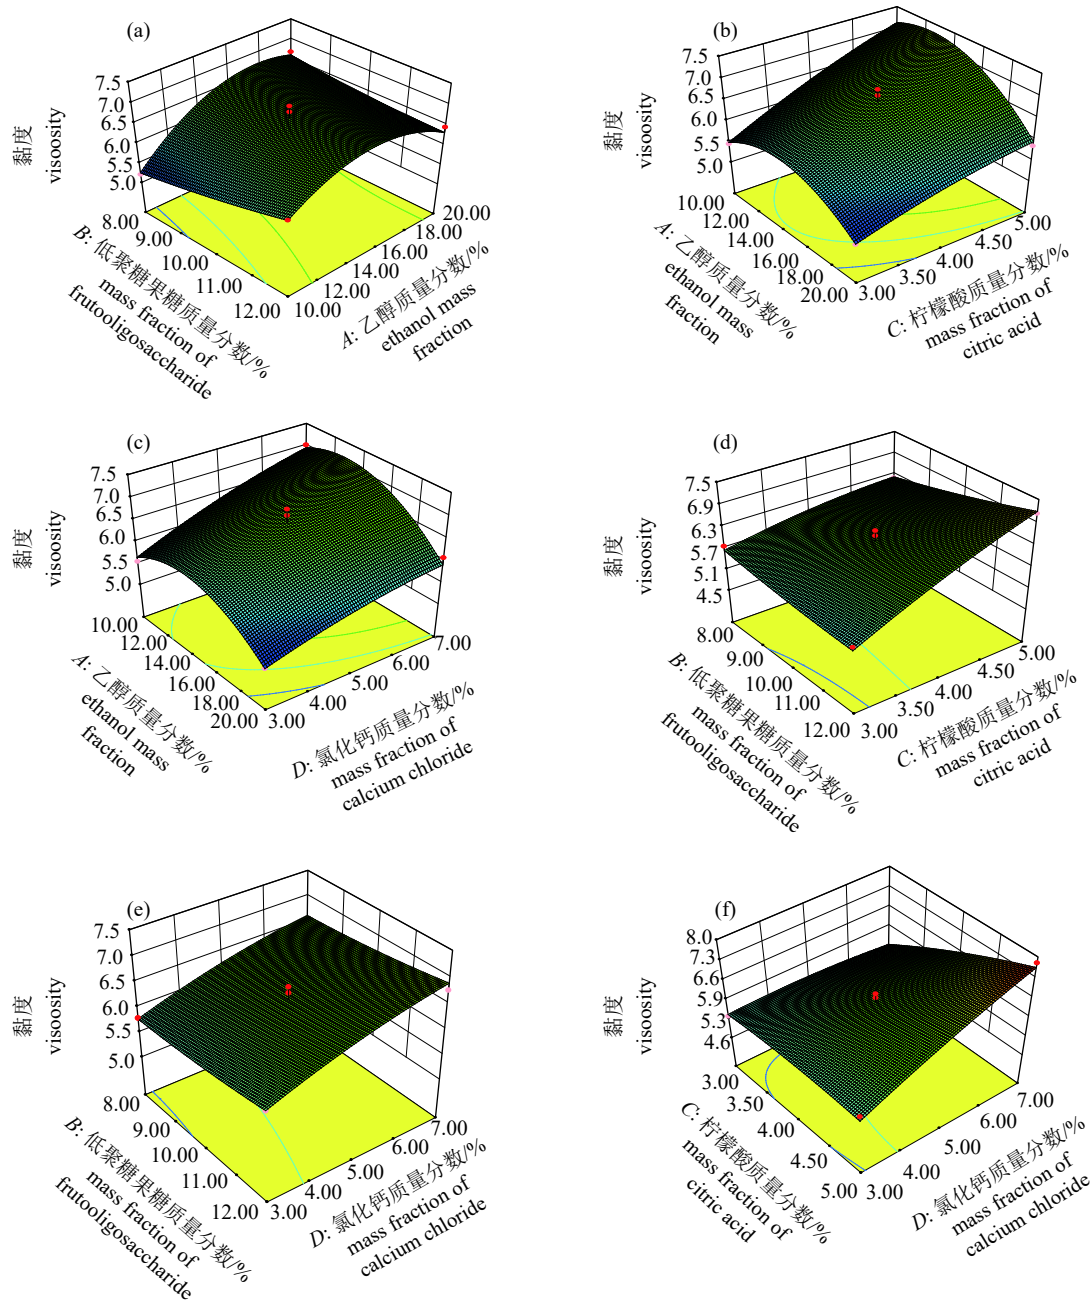 (a)
7.5
7.0
6.5
6.0
5.5
5.0
黏度
visoosity
8.00
9.00
10.00
11.00
12.00
B: 低聚糖果糖质量分数/%
mass fraction of
frutooligosaccharide
10.00
12.00
14.00
16.00
18.00
20.00
A: 乙醇质量分数/%
ethanol mass
fraction
(b)
7.5
7.0
6.5
6.0
5.5
5.0
黏度
visoosity
10.00
12.00
14.00
16.00
18.00
20.00
A: 乙醇质量分数/%
ethanol mass
fraction
3.00
3.50
4.00
4.50
5.00
C: 柠檬酸质量分数/%
mass fraction of
citric acid
(c)
7.5
7.0
6.5
6.0
5.5
5.0
黏度
visoosity
10.00
12.00
14.00
16.00
18.00
20.00
A: 乙醇质量分数/%
ethanol mass
fraction
3.00
4.00
5.00
6.00
7.00
D: 氯化钙质量分数/%
mass fraction of
calcium chloride
(d)
7.5
6.9
6.3
5.7
5.1
4.5
黏度
visoosity
8.00
9.00
10.00
11.00
12.00
B: 低聚糖果糖质量分数/%
mass fraction of
frutooligosaccharide
3.00
3.50
4.00
4.50
5.00
C: 柠檬酸质量分数/%
mass fraction of
citric acid
(e)
7.5
7.0
6.5
6.0
5.5
5.0
黏度
visoosity
8.00
9.00
10.00
11.00
12.00
B: 低聚糖果糖质量分数/%
mass fraction of
frutooligosaccharide
3.00
4.00
5.00
6.00
7.00
D: 氯化钙质量分数/%
mass fraction of
calcium chloride
(f)
8.0
7.3
6.6
5.9
5.3
4.6
黏度
visoosity
3.00
3.50
4.00
4.50
5.00
C: 柠檬酸质量分数/%
mass fraction of
citric acid
3.00
4.00
5.00
6.00
7.00
D: 氯化钙质量分数/%
mass fraction of
calcium chloride